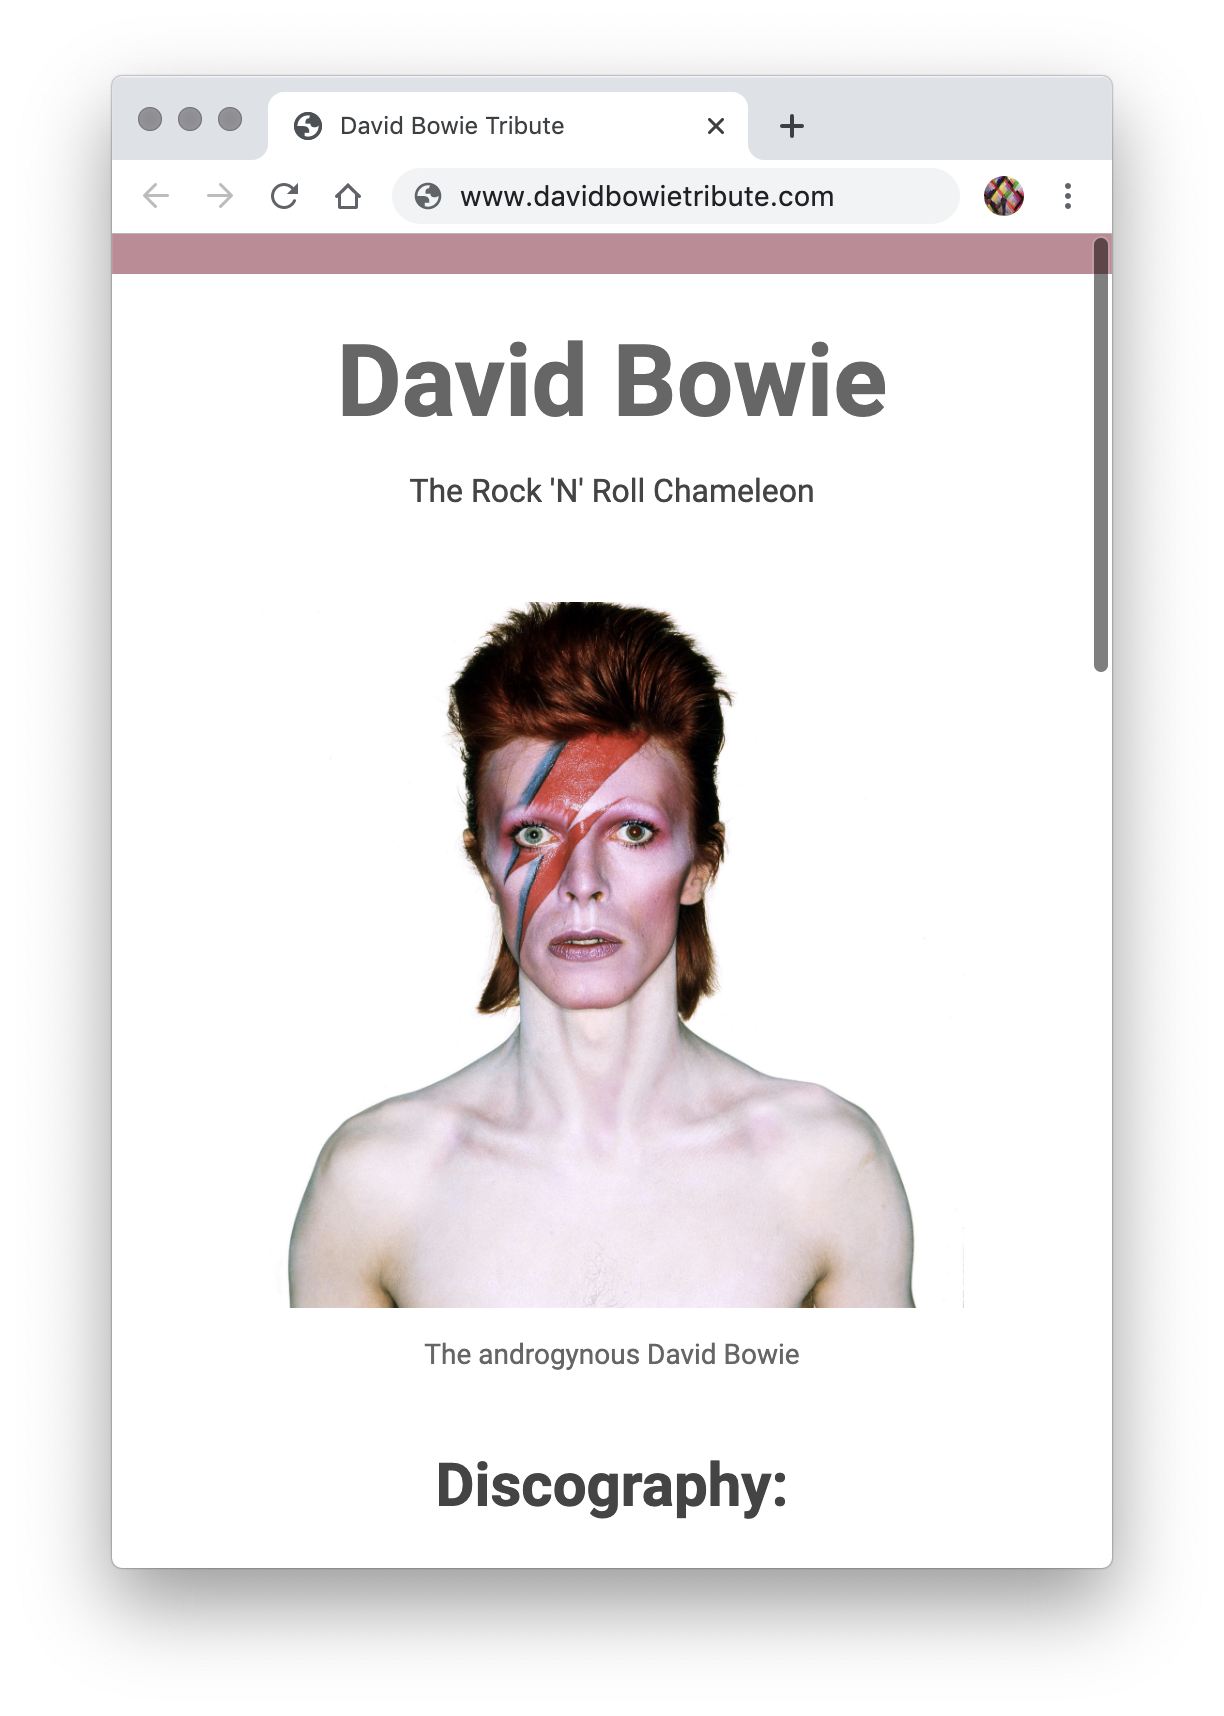 David Bowie Tribute
www.davidbowietribute.com
David Bowie
The Rock 'N' Roll Chameleon
The androgynous David Bowie
Discography: